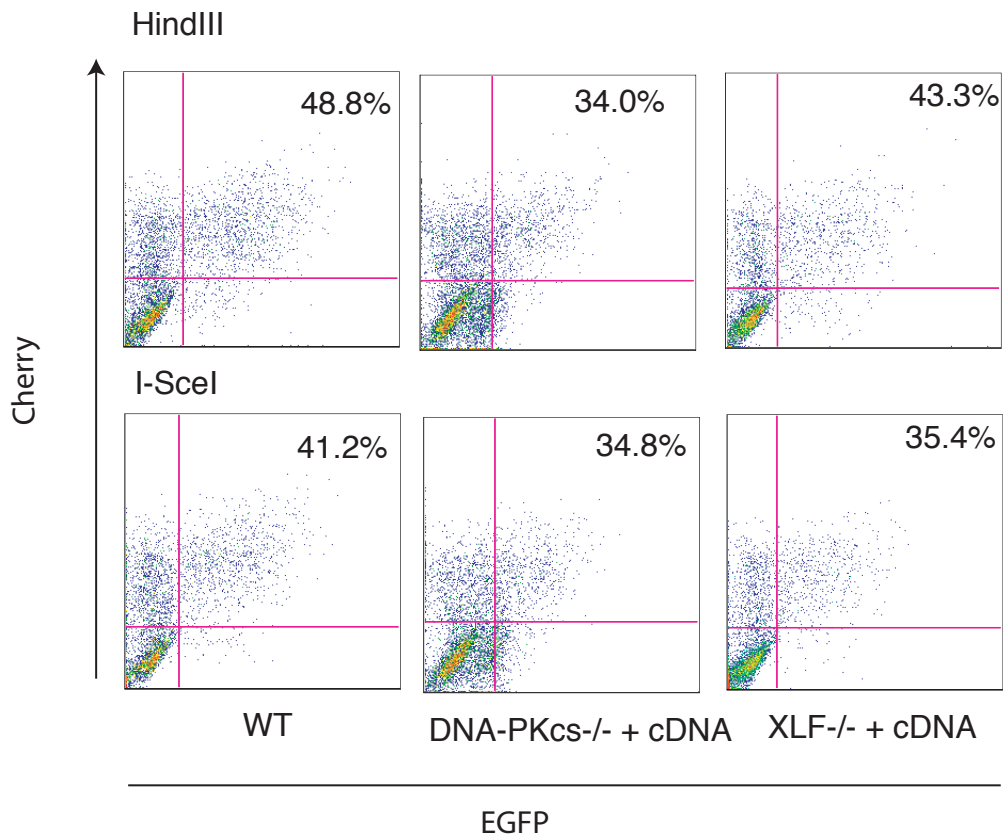 HindIII
48.8%
34.0%
43.3%
Cherry
I-SceI
41.2%
34.8%
35.4%
WT
DNA-PKcs-/- + cDNA
XLF-/- + cDNA
EGFP